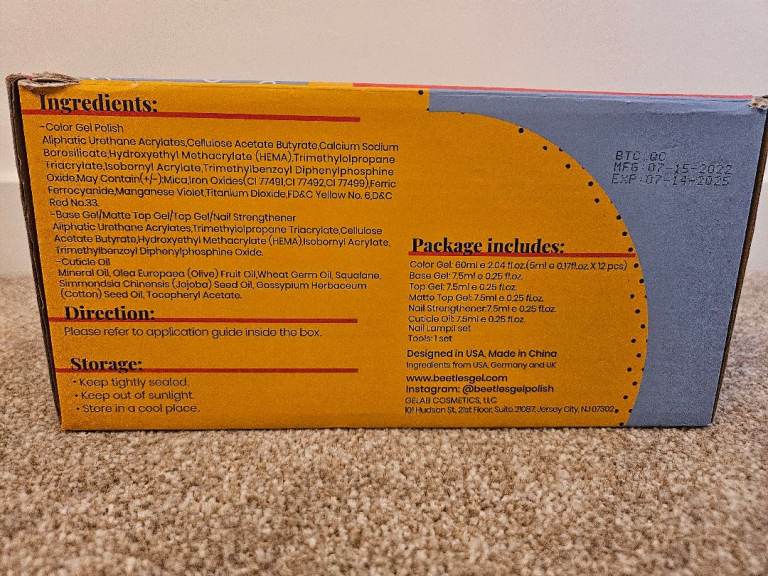 Ingredients:
-Color Gel Polish
Aliphatic Urethane Acrylates,Cellulose Acetate Butyrate,Calcium Sodium
Borosilicate,Hydroxyethyl Methacrylate (HEMA),Trimethylolpropane
Triacrylate,Isobornyl Acrylate,Trimethylbenzoyl Diphenylphosphine
Oxide,May Contain(+/-):Mica,Iron Oxides(CI 77491,CI 77492,CI 77499),Ferric
Ferrocyanide,Manganese Violet,Titanium Dioxide,FD&C Yellow No. 6,D&C
Red No.33.
-Base Gel/Matte Top Gel/Top Gel/Nail Strengthener
Aliphatic Urethane Acrylates,Trimethylolpropane Triacrylate,Cellulose
Acetate Butyrate,Hydroxyethyl Methacrylate (HEMA),Isobornyl Acrylate,
Trimethylbenzoyl Diphenylphosphine Oxide.
-Cuticle Oil
Mineral Oil, Olea Europaea (Olive) Fruit Oil,Wheat Germ Oil, Squalane,
Simmondsia Chinensis (Jojoba) Seed Oil, Gossypium Herbaceum
(Cotton) Seed Oil, Tocopheryl Acetate.
Direction:
Please refer to application guide inside the box.
Storage:
• Keep tightly sealed.
• Keep out of sunlight.
• Store in a cool place.
Package includes:
Color Gel: 60ml e 2.04 fl.oz.(5ml e 0.17fl.oz X 12 pcs)
Base Gel: 7.5ml e 0.25 fl.oz.
Top Gel: 7.5ml e 0.25 fl.oz.
Matte Top Gel: 7.5ml e 0.25 fl.oz.
Nail Strengthener:7.5ml e 0.25 fl.oz.
Cuticle Oil: 7.5ml e 0.25 fl.oz.
Nail Lamp:1 set
Tools: 1 set
Designed in USA, Made in China
Ingredients from USA, Germany and UK
www.beetlesgel.com
Instagram: @beetlesgelpolish
GELAB COSMETICS, LLC
101 Hudson St, 21st Floor, Suite 21087, Jersey City, NJ 07302
BTC QC
MFG 07-15-2022
EXP 07-14-2025